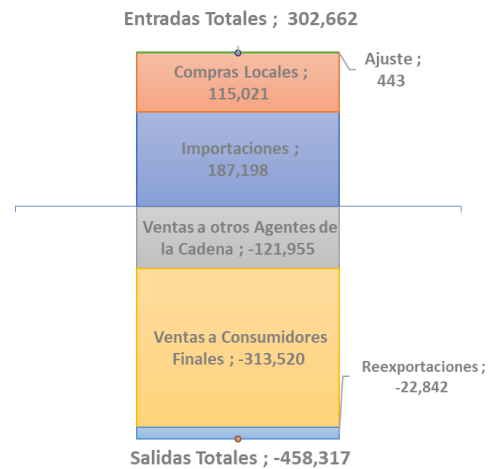 Entradas Totales ; 302,662
Ajuste ;
443
Compras Locales ;
115,021
Importaciones ;
187,198
Ventas a otros Agentes de
la Cadena ; -121,955
Ventas a Consumidores
Finales ; -313,520
Reexportaciones ;
-22,842
Salidas Totales ; -458,317